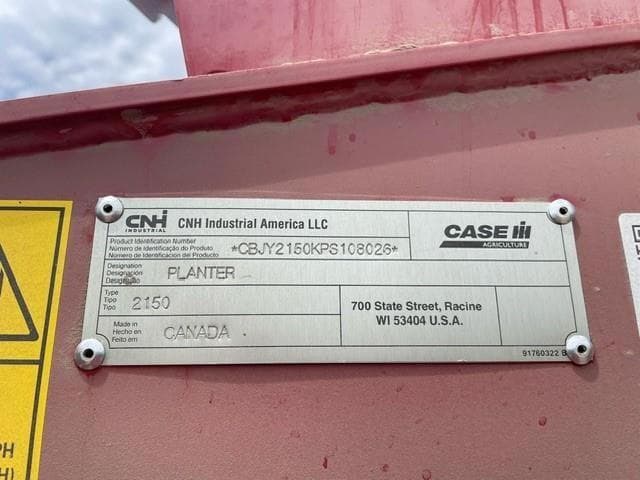 CNH
INDUSTRIAL
CNH Industrial America LLC
Product Identification Number
Número de Identificação do Produto
Número de Identificación del Producto
*CBJY2150KPS108026*
CASE IH
AGRICULTURE
Designation
Designación
Designação
PLANTER
Type
Tipo
Tipo
2150
700 State Street, Racine
WI 53404 U.S.A.
Made in
Hecho en
Feito em
CANADA
91760322 B
PH
H)